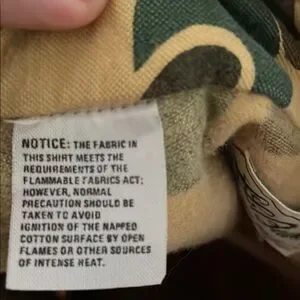 NOTICE: THE FABRIC IN
THIS SHIRT MEETS THE
REQUIREMENTS OF THE
FLAMMABLE FABRICS ACT;
HOWEVER, NORMAL
PRECAUTION SHOULD BE
TAKEN TO AVOID
IGNITION OF THE NAPPED
COTTON SURFACE BY OPEN
FLAMES OR OTHER SOURCES
OF INTENSE HEAT.